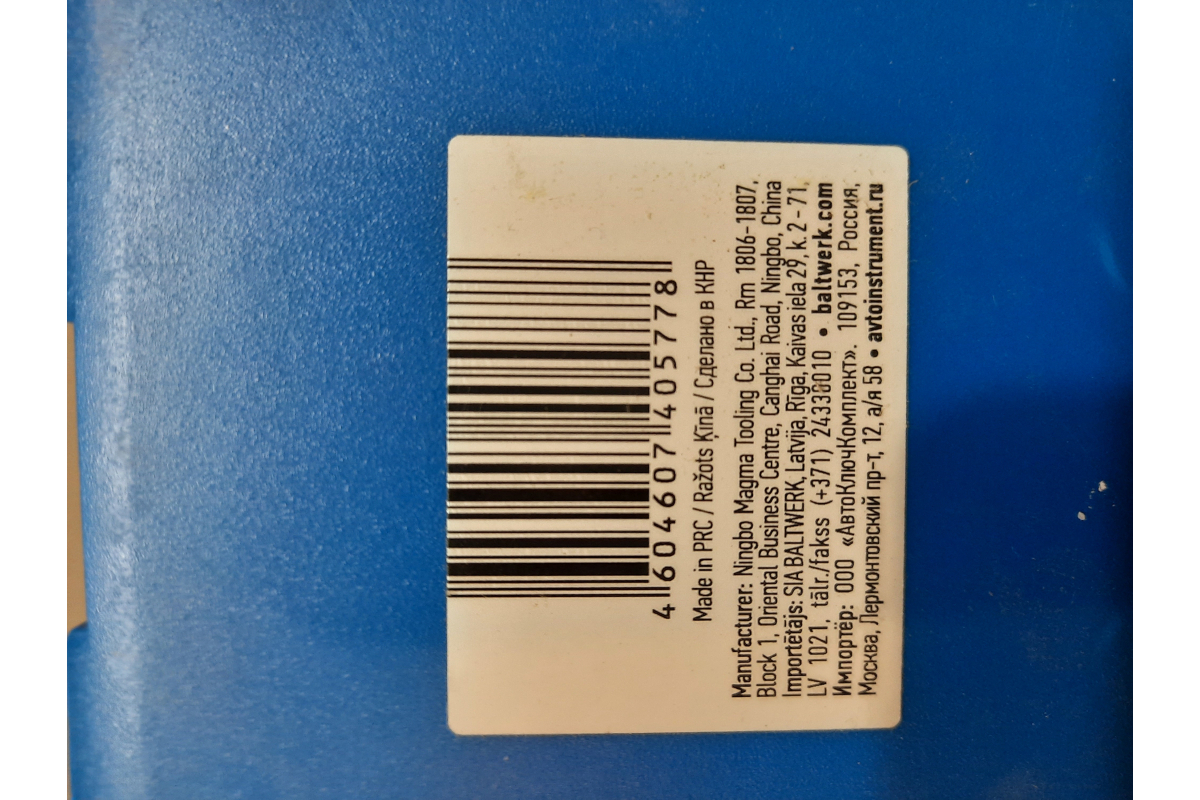 4 604607 405778
Made in PRC / Ražots Ķīnā / Сделано в КНР
Manufacturer: Ningbo Magma Tooling Co. Ltd., Rm 1806-1807,
Block 1, Oriental Business Centre, Canghai Road, Ningbo, China
Importētājs: SIA BALTWERK, Latvija, Rīga, Kaivas iela 29, k. 2 - 71,
LV 1021, tālr./fakss (+371) 24338010 • baltwerk.com
Импортёр: ООО «АвтоКлючКомплект». 109153, Россия,
Москва, Лермонтовский пр-т, 12, а/я 58 • avtoinstrument.ru